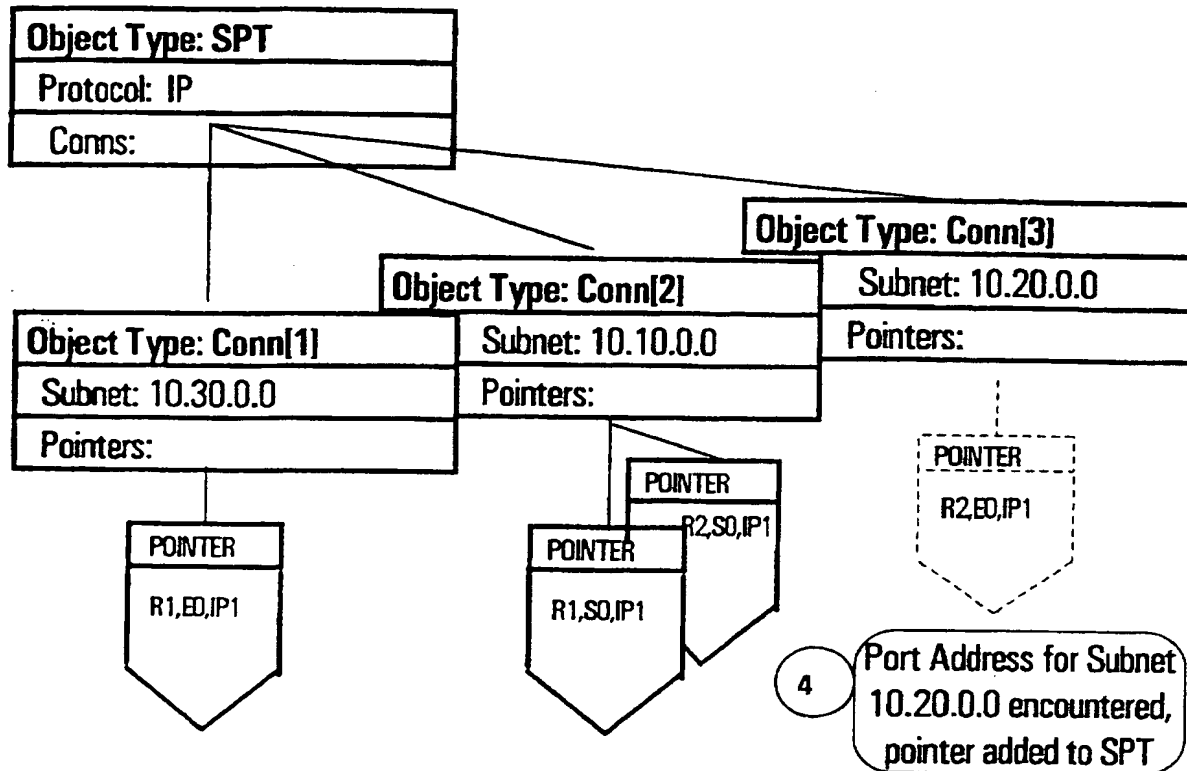 Object Type: SPT
Protocol: IP
Conns:
Object Type: Conn[3]
Subnet: 10.20.0.0
Pointers:
Object Type: Conn[2]
Subnet: 10.10.0.0
Pointers:
Object Type: Conn[1]
Subnet: 10.30.0.0
Pointers:
POINTER
R1,E0,IP1
POINTER
R1,S0,IP1
POINTER
R2,S0,IP1
POINTER
R2,E0,IP1
4
Port Address for Subnet
10.20.0.0 encountered,
pointer added to SPT